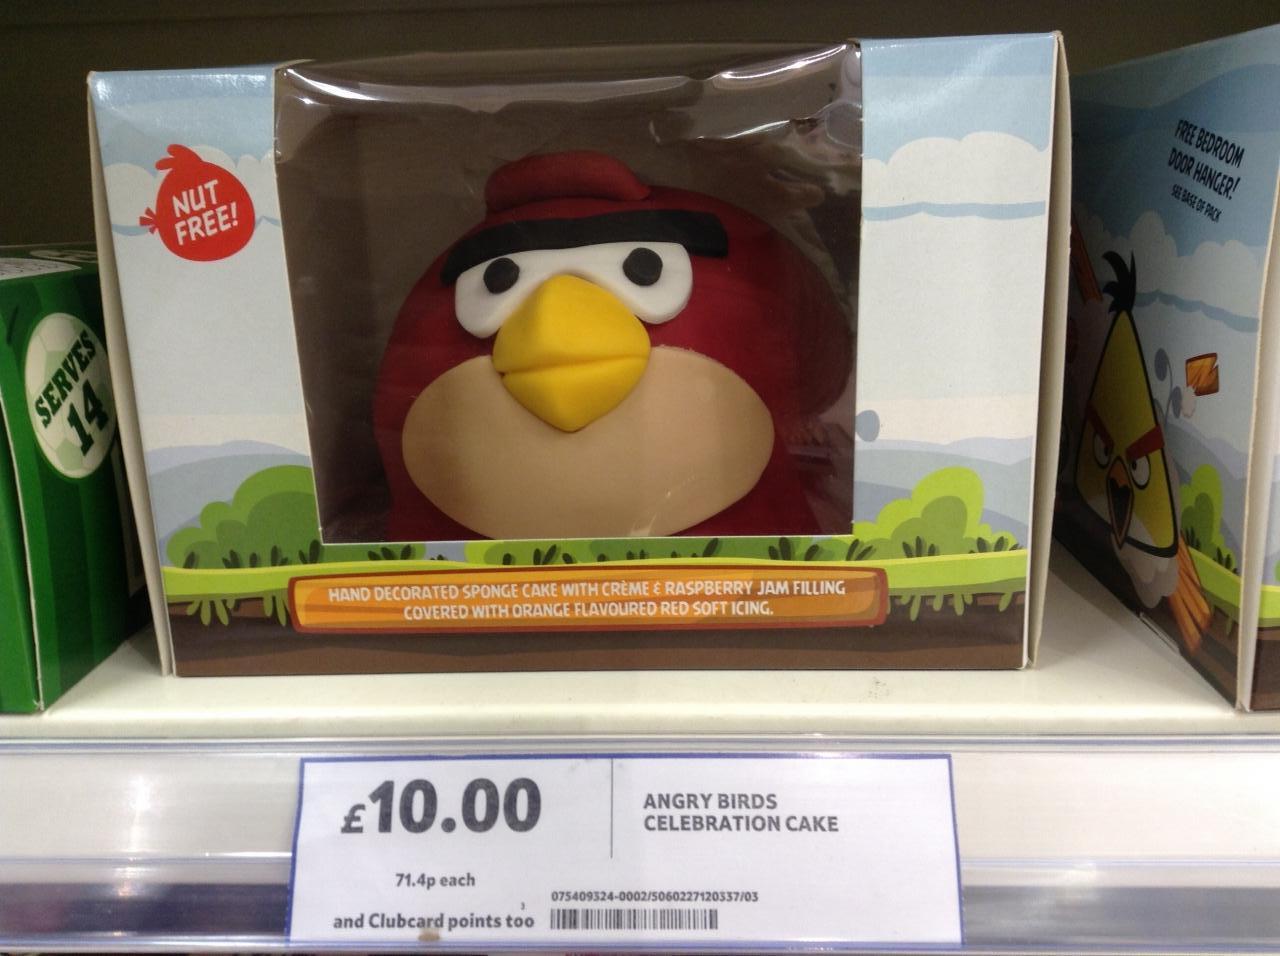 NUT
FREE!
SERVES
14
FREE BEDROOM
DOOR HANGER!
SEE BASE OF PACK
HAND DECORATED SPONGE CAKE WITH CRÈME & RASPBERRY JAM FILLING
COVERED WITH ORANGE FLAVOURED RED SOFT ICING.
£10.00
ANGRY BIRDS
CELEBRATION CAKE
71.4p each
075409324-0002/5060227120337/03
3
and Clubcard points too